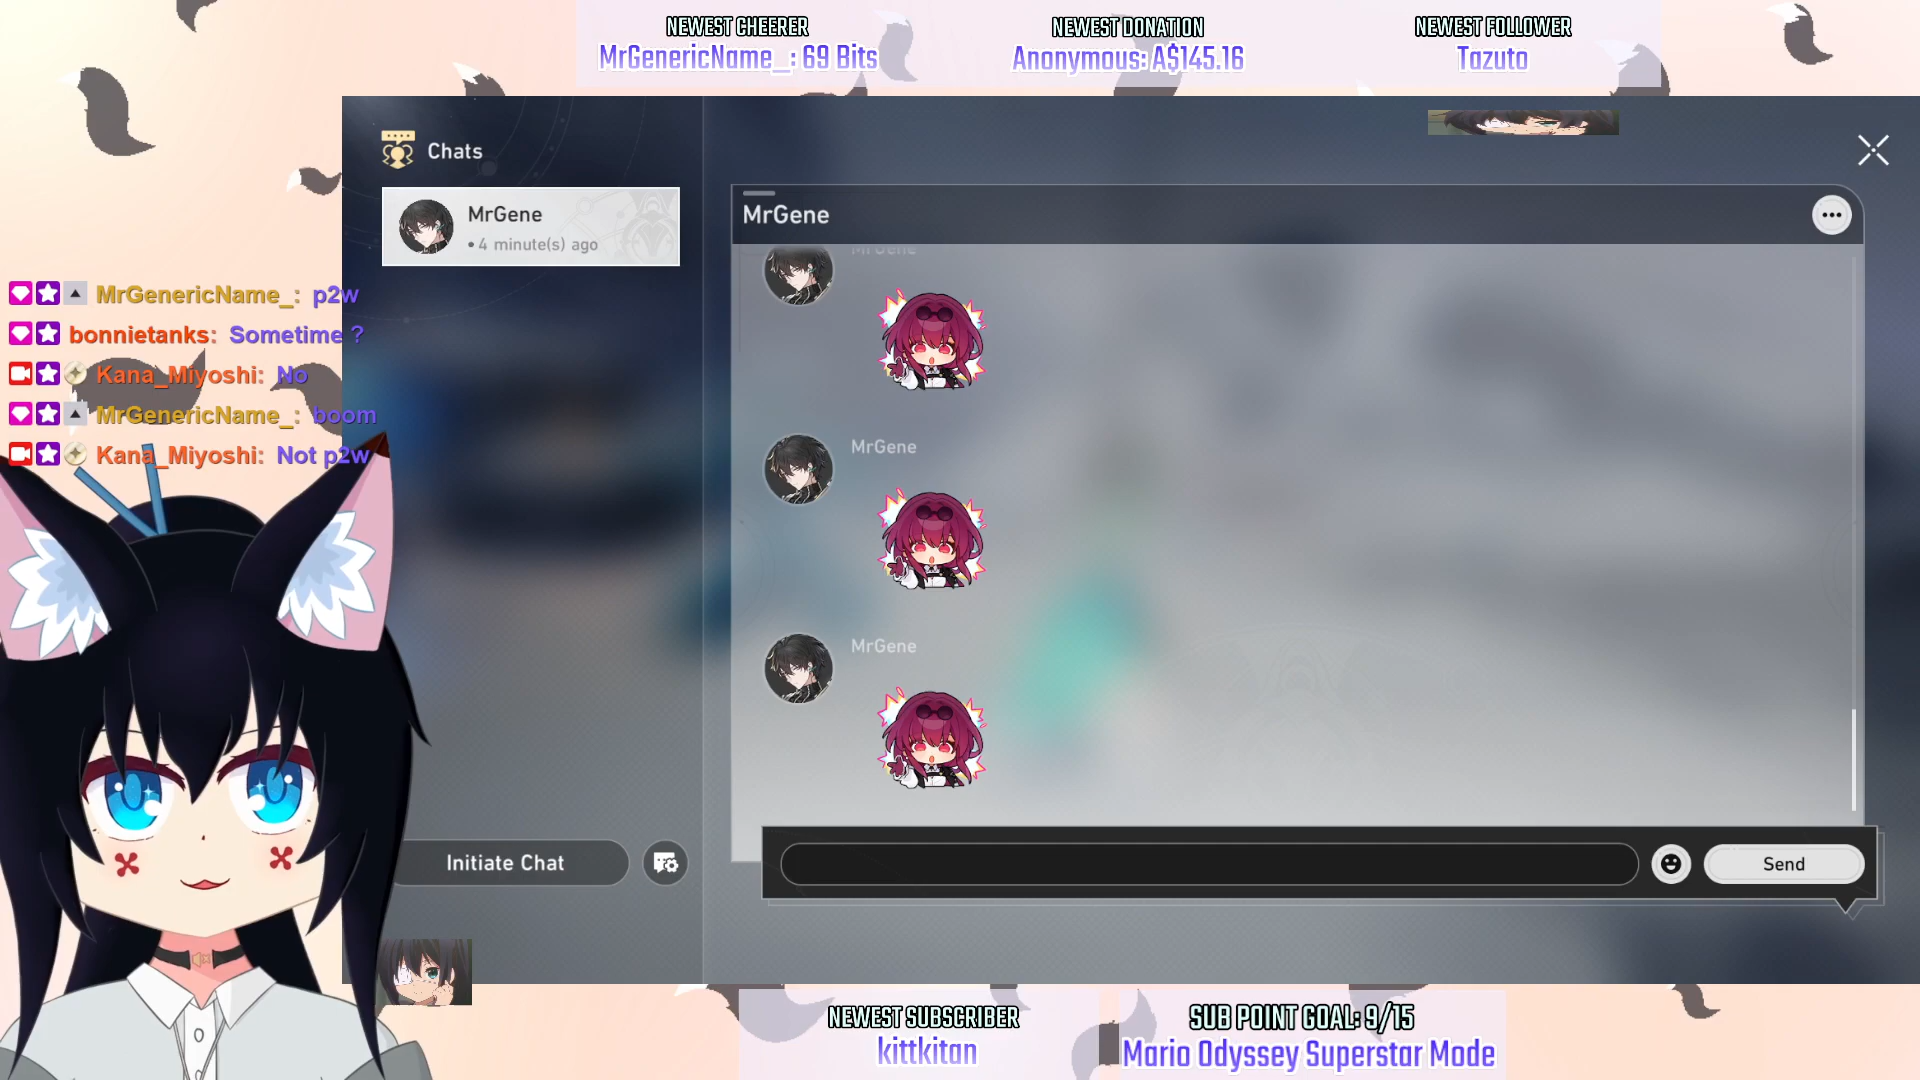 NEWEST CHEERER
MrGenericName_: 69 Bits
NEWEST DONATION
Anonymous: A$145.16
NEWEST FOLLOWER
Tazuto
Chats
MrGene
• 4 minute(s) ago
MrGene
MrGene
MrGenericName_: p2w
bonnietanks: Sometime ?
Kana_Miyoshi: No
MrGenericName_: boom
Kana_Miyoshi: Not p2w
MrGene
MrGene
Initiate Chat
Send
NEWEST SUBSCRIBER
kittkitan
SUB POINT GOAL: 9/15
Mario Odyssey Superstar Mode